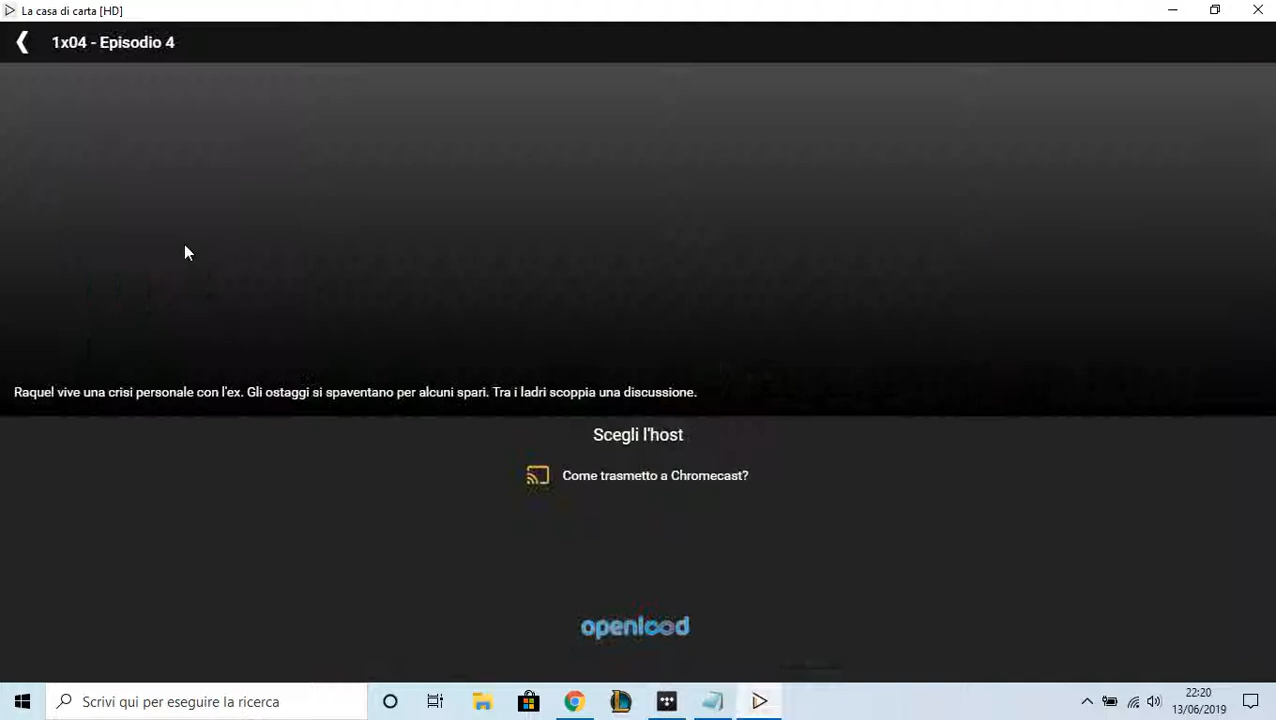 La casa di carta [HD]
1x04 - Episodio 4
Raquel vive una crisi personale con l'ex. Gli ostaggi si spaventano per alcuni spari. Tra i ladri scoppia una discussione.
Scegli l'host
Come trasmetto a Chromecast?
openload
Scrivi qui per eseguire la ricerca
22:20
13/06/2019